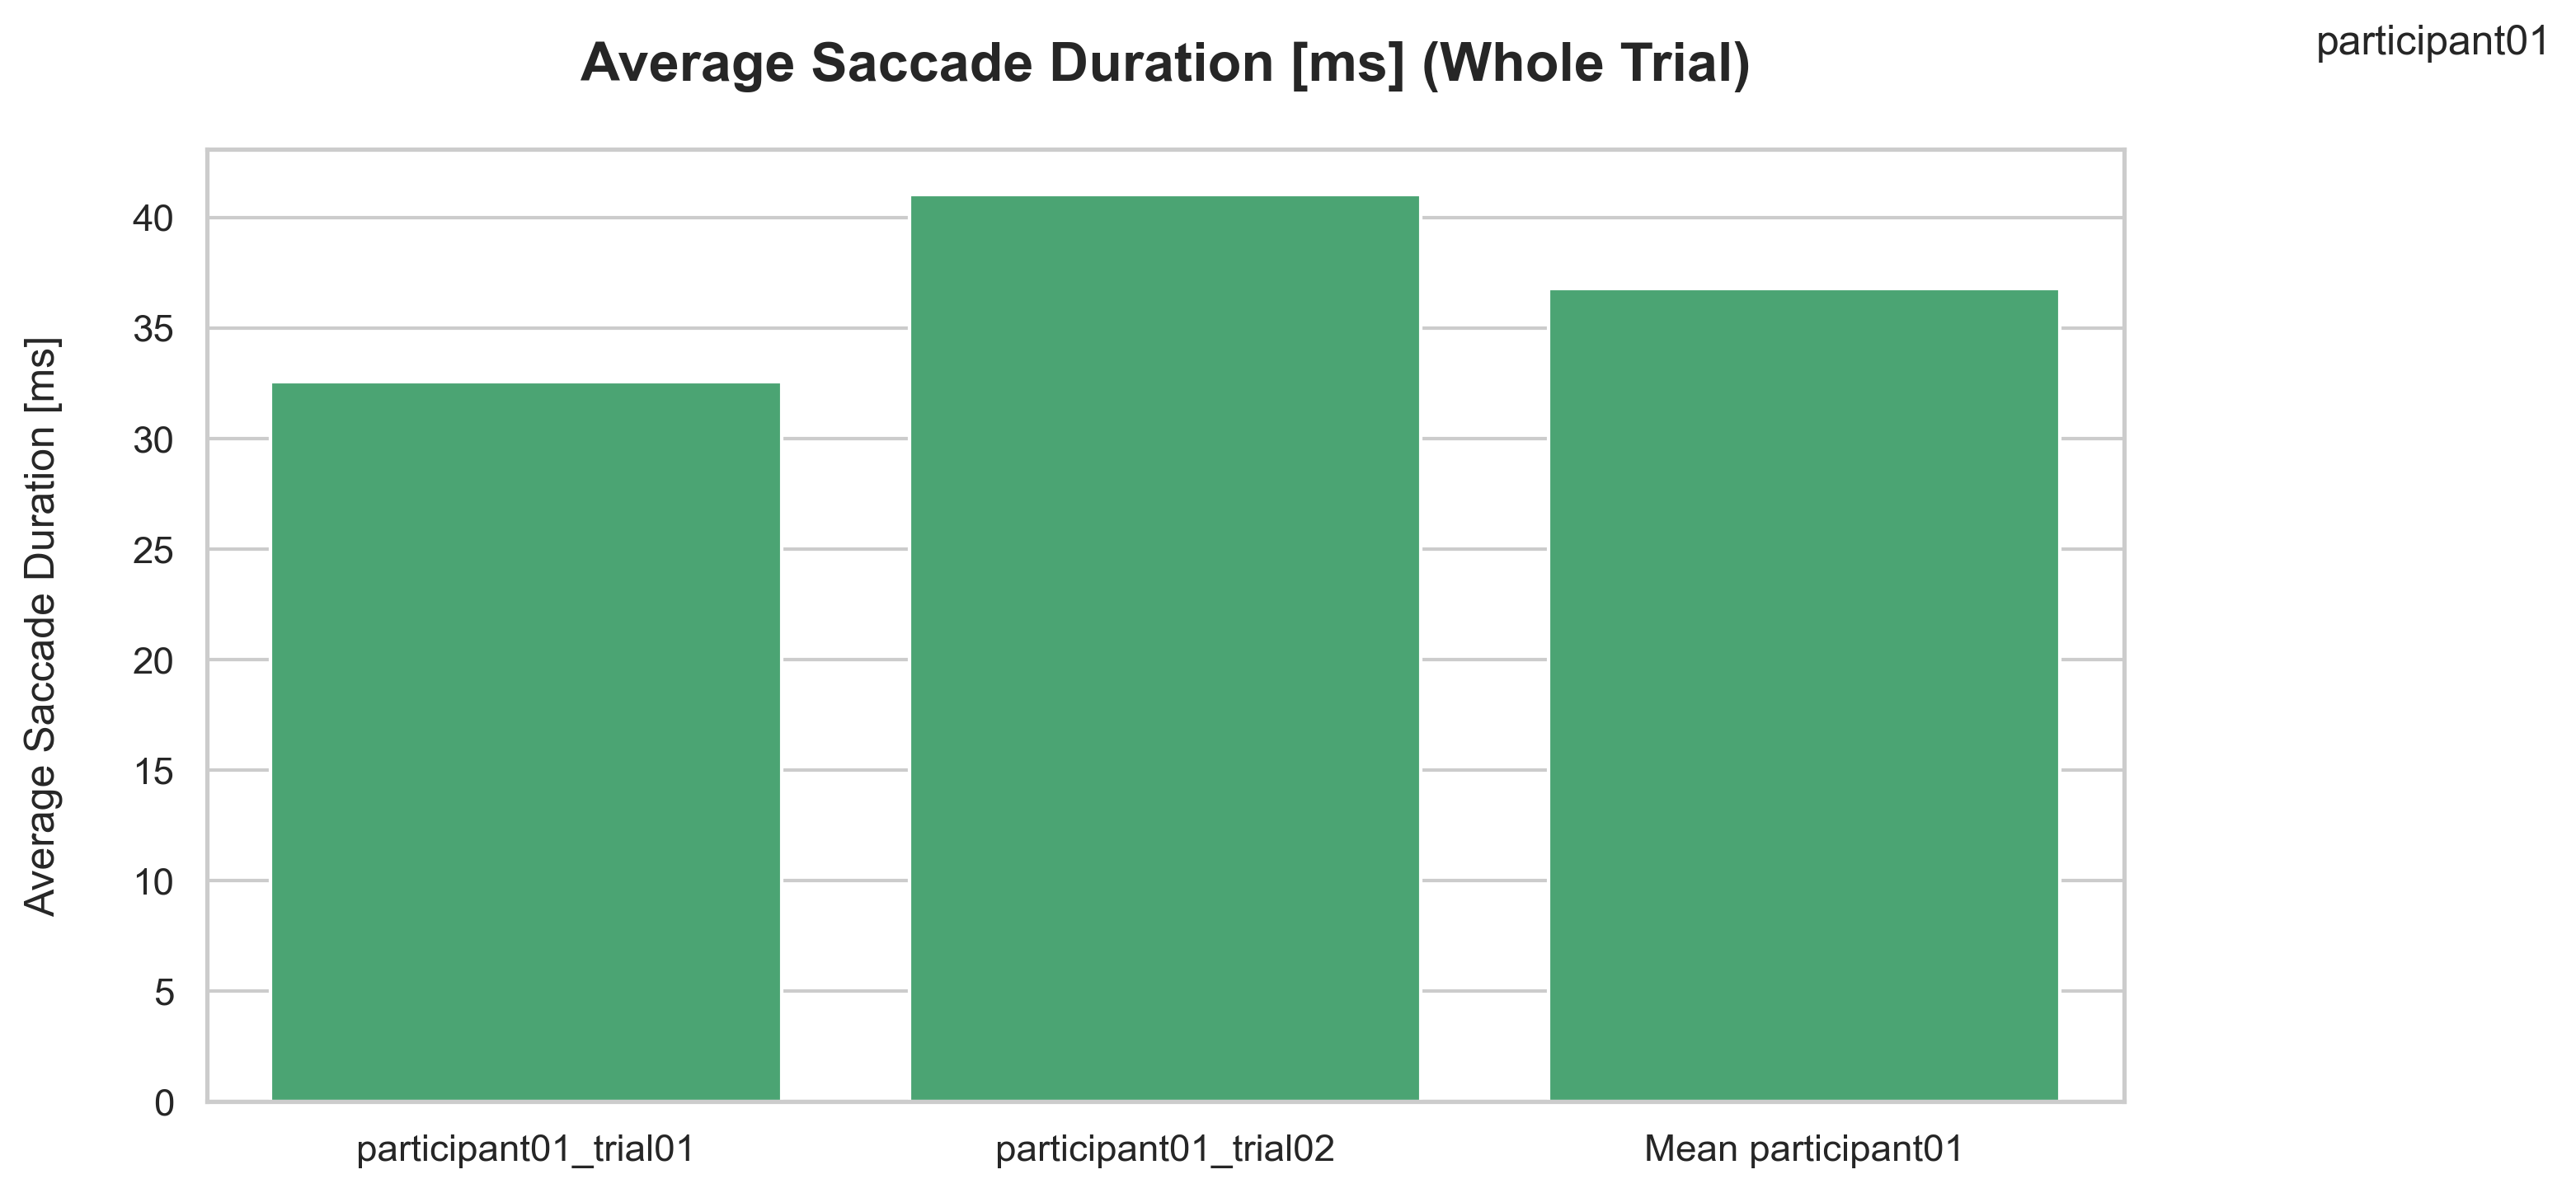 participant01
Average Saccade Duration [ms] (Whole Trial)
Average Saccade Duration [ms]
40
35
30
25
20
15
10
5
0
participant01_trial01
participant01_trial02
Mean participant01